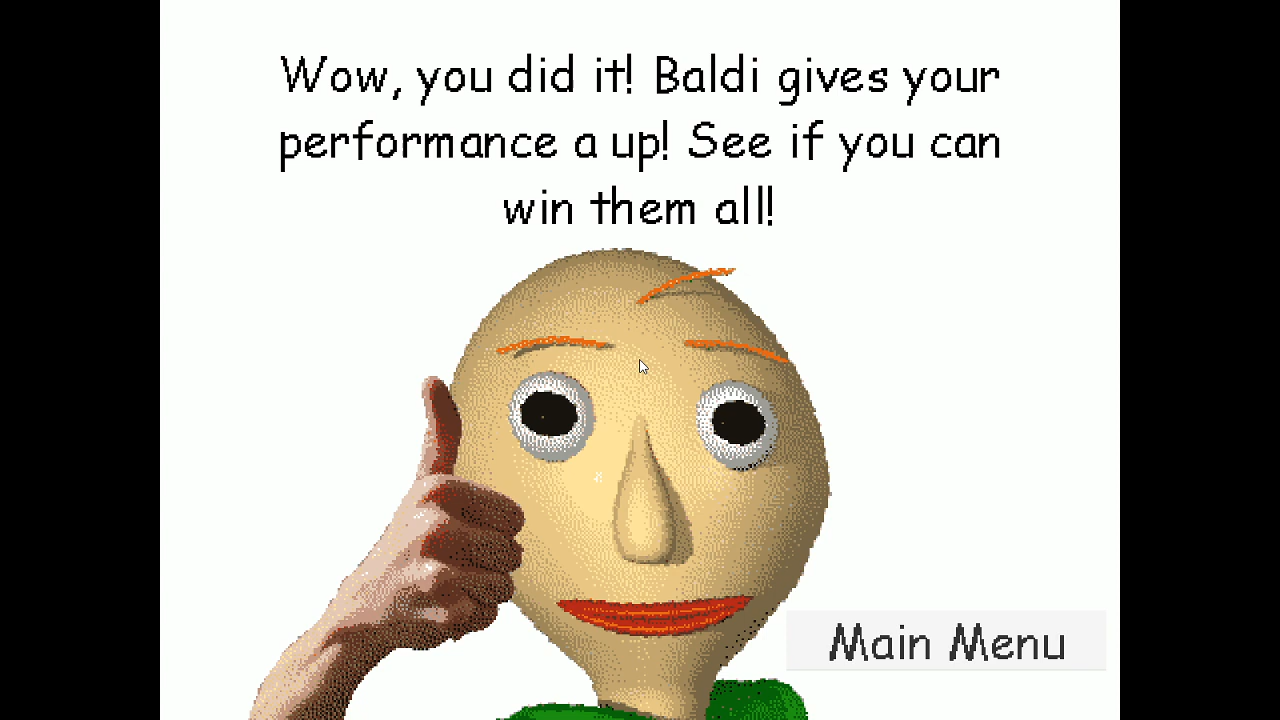 Wow, you did it! Baldi gives your
performance a up! See if you can
win them all!
Main Menu